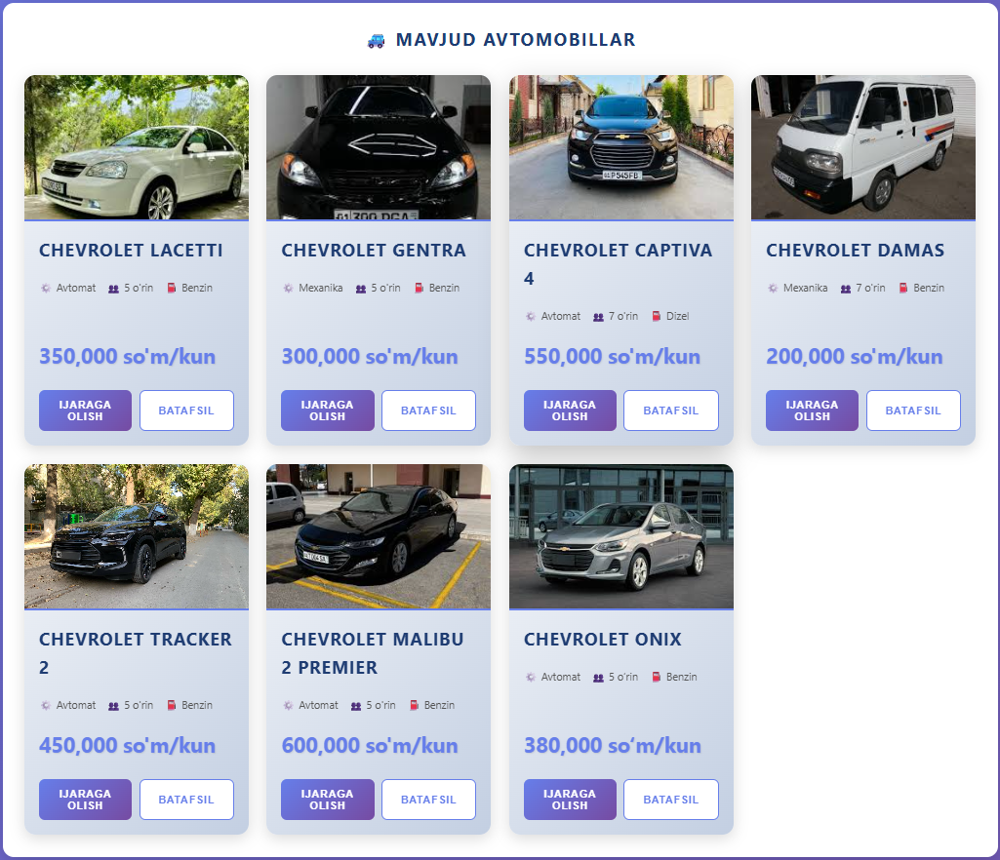 MAVJUD AVTOMOBILLAR
CHEVROLET LACETTI
Avtomat 5 o'rin Benzin
350,000 so'm/kun
IJARAGA
OLISH
BATAFSIL
CHEVROLET GENTRA
Mexanika 5 o'rin Benzin
300,000 so'm/kun
IJARAGA
OLISH
BATAFSIL
CHEVROLET CAPTIVA
4
Avtomat 7 o'rin Dizel
550,000 so'm/kun
IJARAGA
OLISH
BATAFSIL
CHEVROLET DAMAS
Mexanika 7 o'rin Benzin
200,000 so'm/kun
IJARAGA
OLISH
BATAFSIL
CHEVROLET TRACKER
2
Avtomat 5 o'rin Benzin
450,000 so'm/kun
IJARAGA
OLISH
BATAFSIL
CHEVROLET MALIBU
2 PREMIER
Avtomat 5 o'rin Benzin
600,000 so'm/kun
IJARAGA
OLISH
BATAFSIL
CHEVROLET ONIX
Avtomat 5 o'rin Benzin
380,000 so‘m/kun
IJARAGA
OLISH
BATAFSIL